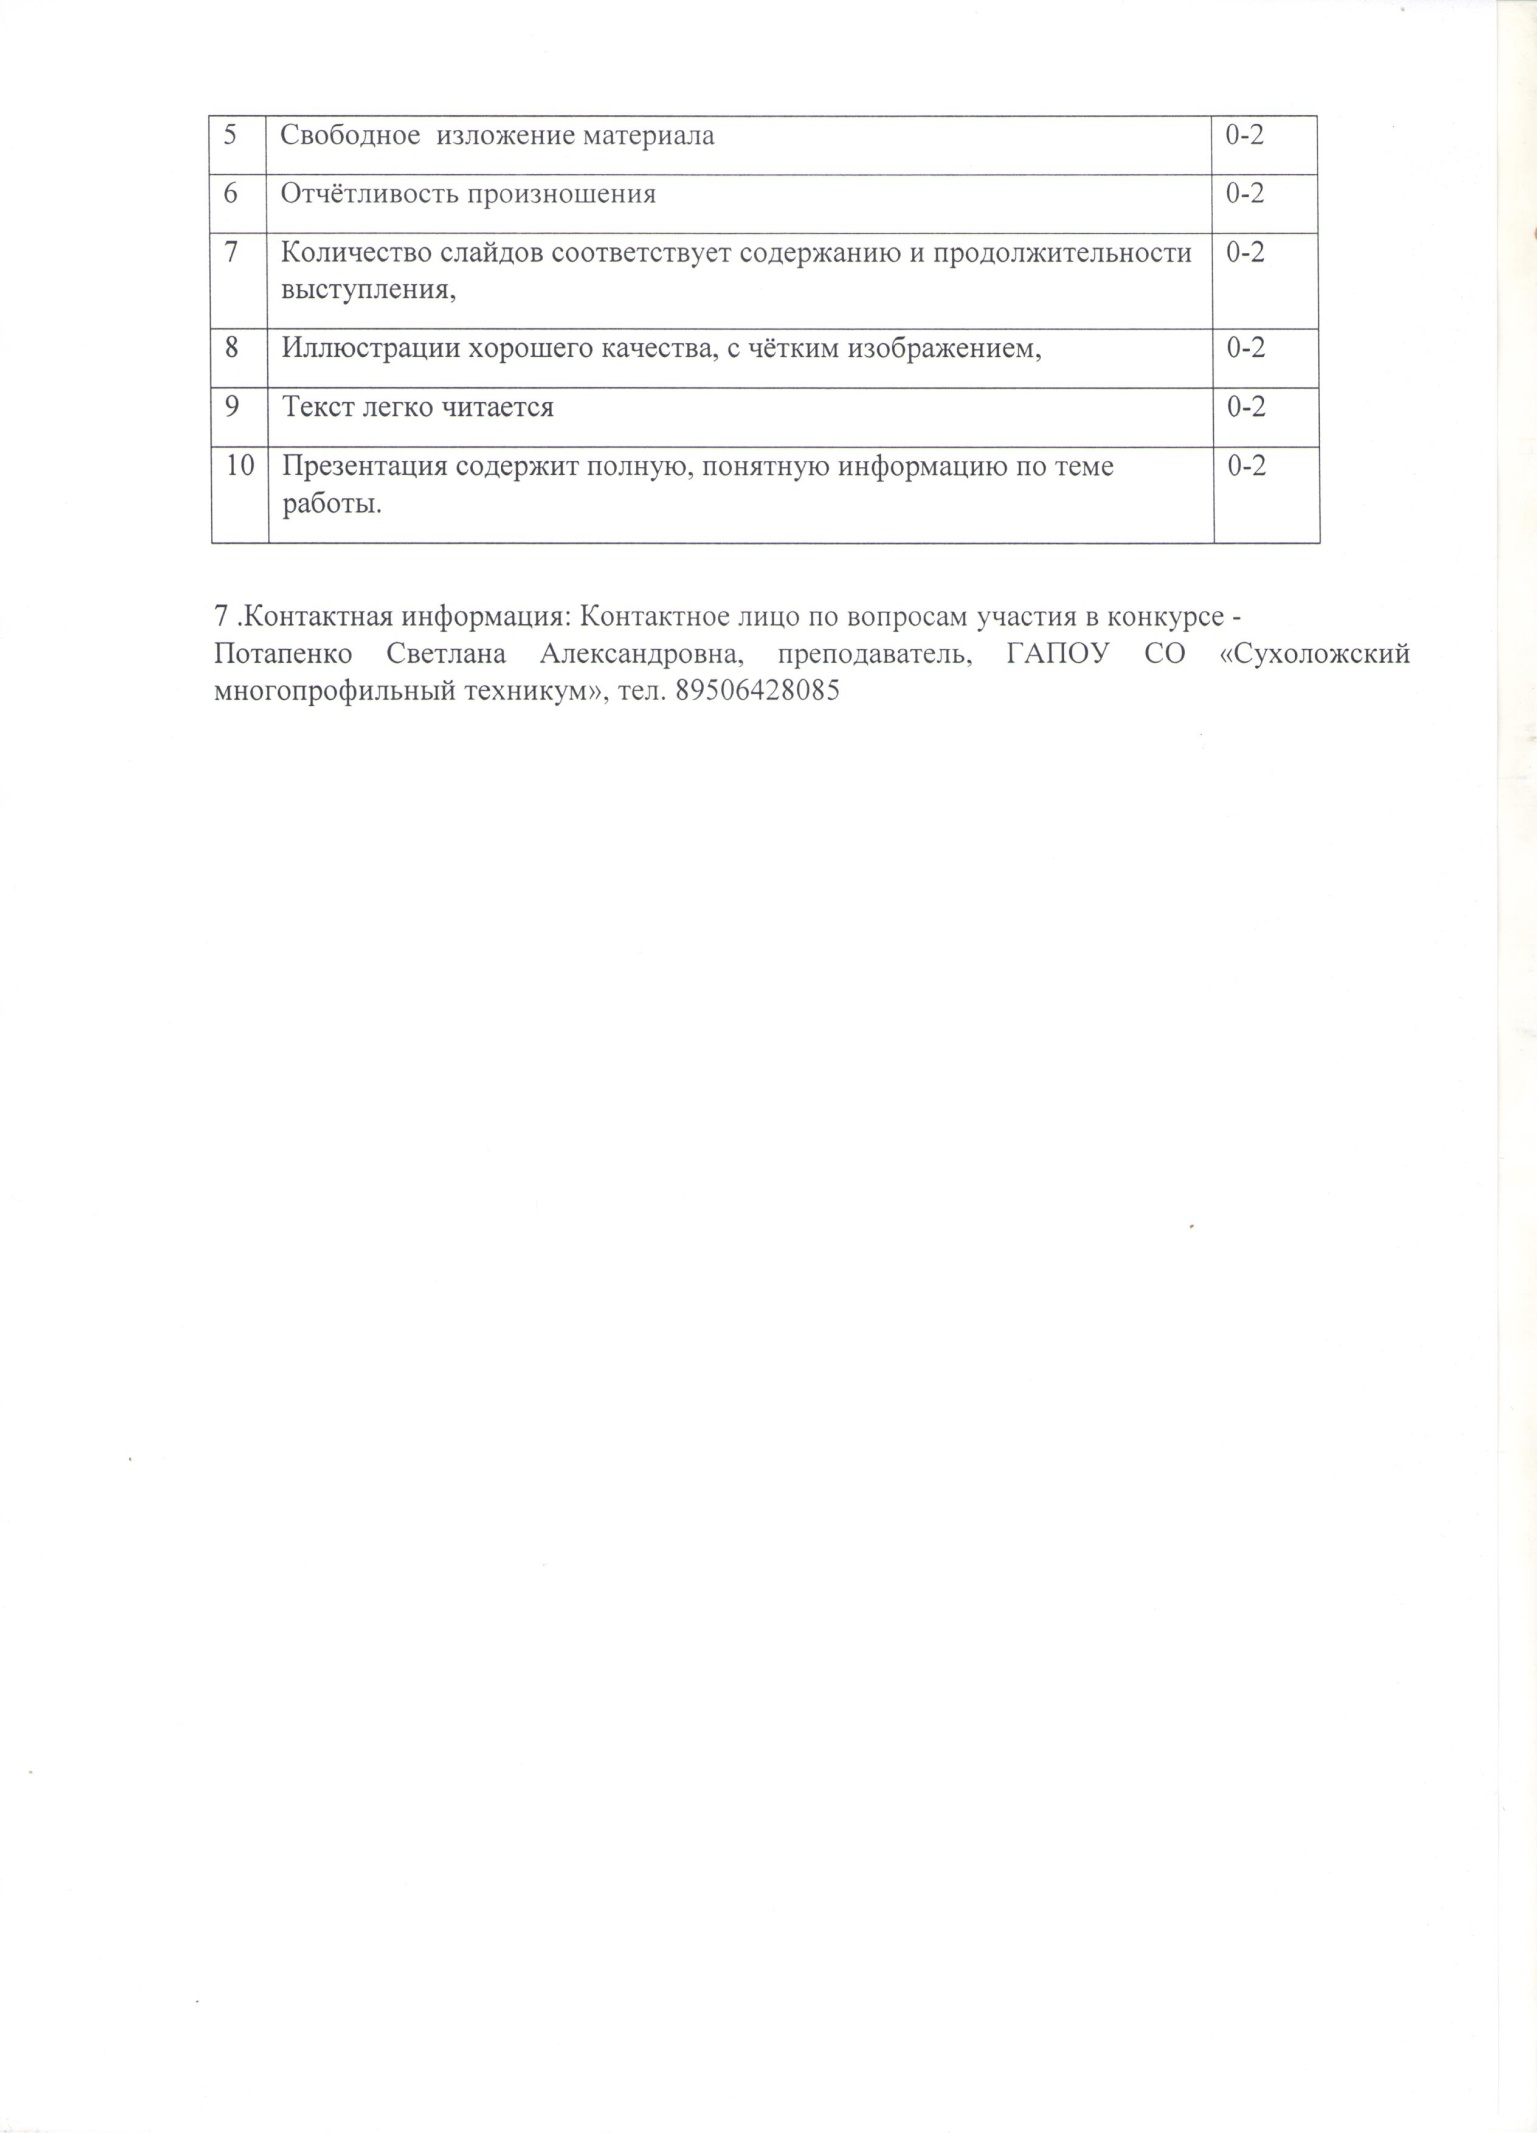 5 Свободное изложение материала 0-2
6 Отчётливость произношения 0-2
7 Количество слайдов соответствует содержанию и продолжительности 0-2
выступления,
8 Иллюстрации хорошего качества, с чётким изображением, 0-2
9 Текст легко читается 0-2
10 Презентация содержит полную, понятную информацию по теме 0-2
работы.
7 .Контактная информация: Контактное лицо по вопросам участия в конкурсе -
Потапенко Светлана Александровна, преподаватель, ГАПОУ СО «Сухоложский
многопрофильный техникум», тел. 89506428085